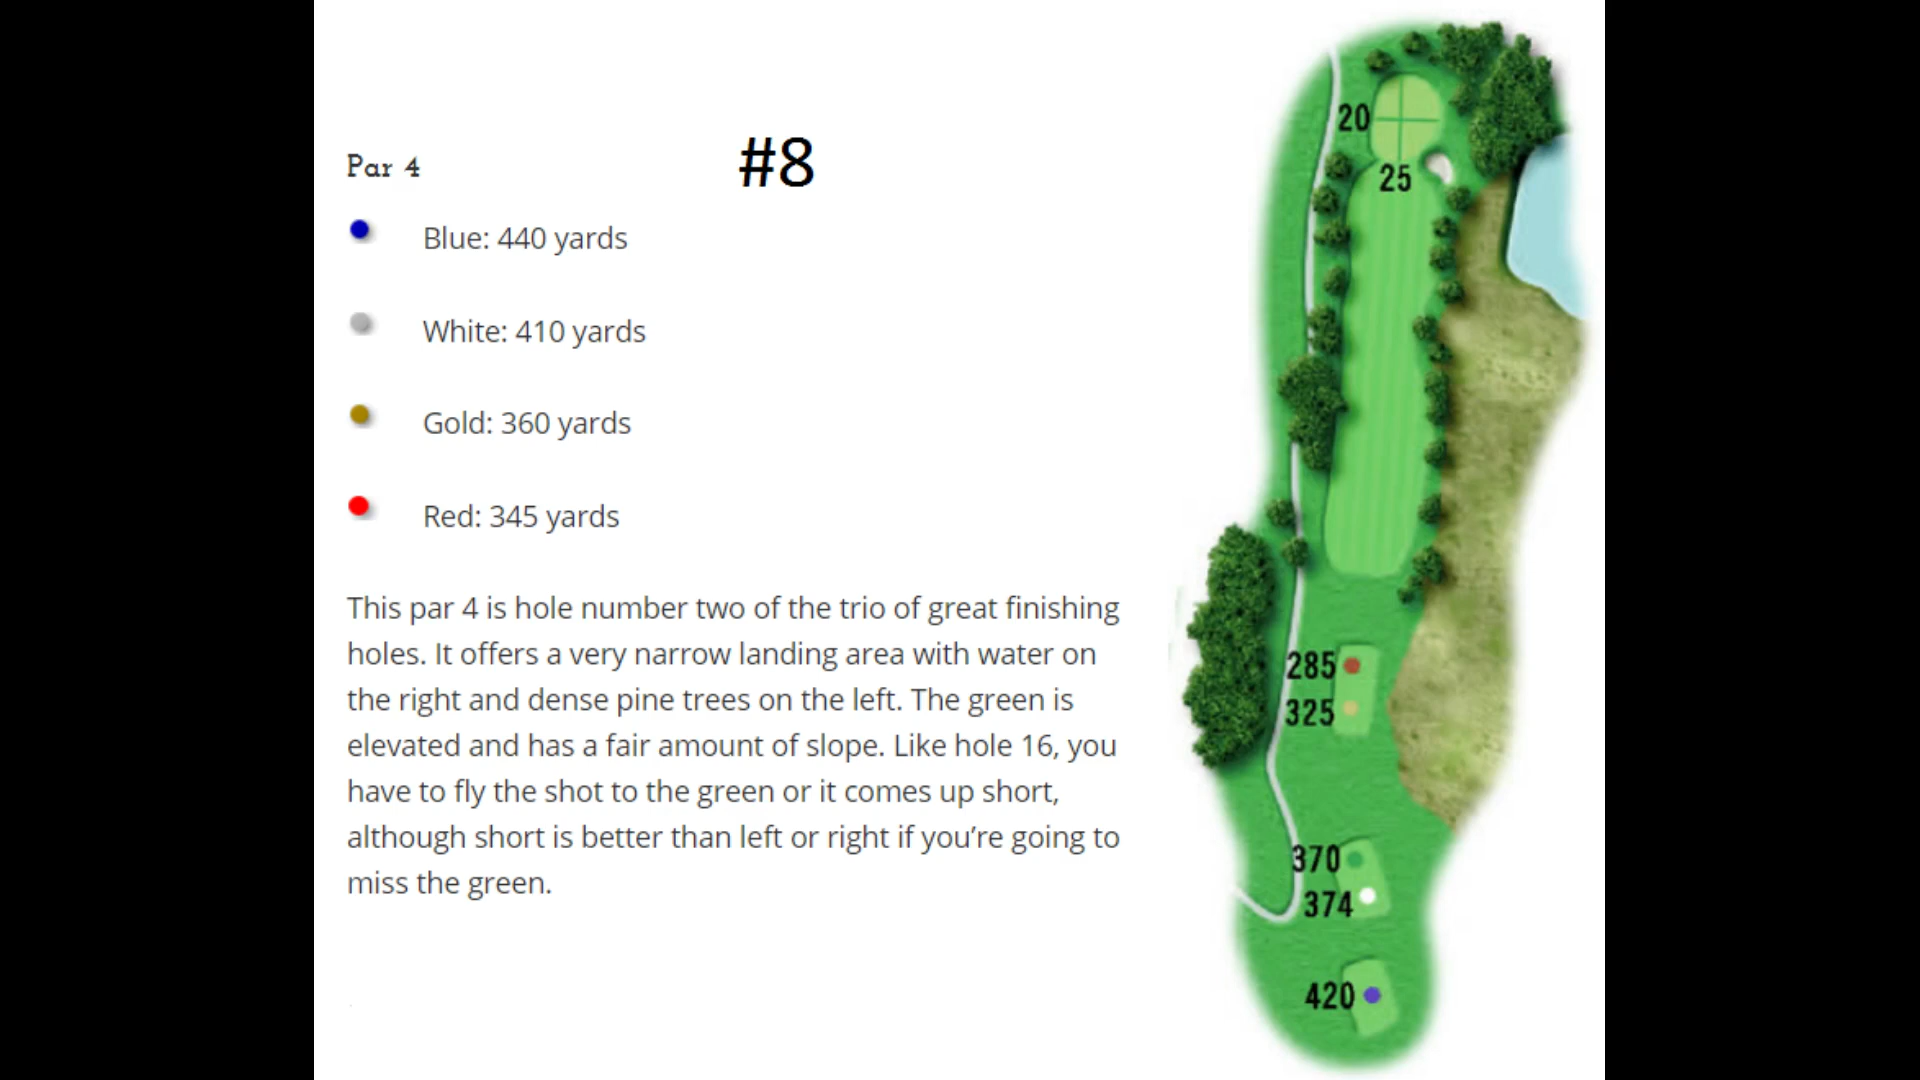 Par 4
#8
Blue: 440 yards
White: 410 yards
Gold: 360 yards
Red: 345 yards
This par 4 is hole number two of the trio of great finishing
holes. It offers a very narrow landing area with water on
the right and dense pine trees on the left. The green is
elevated and has a fair amount of slope. Like hole 16, you
have to fly the shot to the green or it comes up short,
although short is better than left or right if you’re going to
miss the green.
20
25
285
325
370
374
420